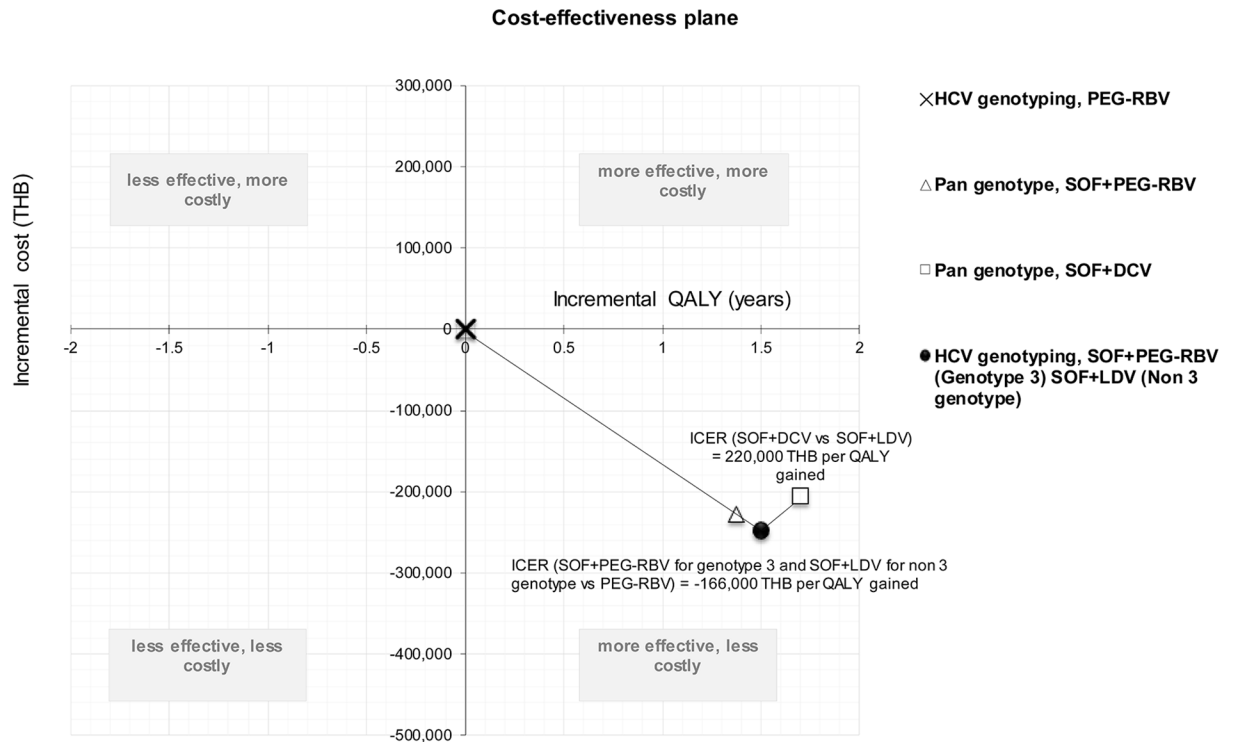 Cost-effectiveness plane
300,000
200,000
100,000
0
-100,000
-200,000
-300,000
-400,000
-500,000
Incremental cost (THB)
less effective, more
costly
more effective, more
costly
Incremental QALY (years)
-2
-1.5
-1
-0.5
0
0.5
1
1.5
2
ICER (SOF+DCV vs SOF+LDV)
= 220,000 THB per QALY
gained
ICER (SOF+PEG-RBV for genotype 3 and SOF+LDV for non 3
genotype vs PEG-RBV) = -166,000 THB per QALY gained
less effective, less
costly
more effective, less
costly
HCV genotyping, PEG-RBV
Pan genotype, SOF+PEG-RBV
Pan genotype, SOF+DCV
HCV genotyping, SOF+PEG-RBV
(Genotype 3) SOF+LDV (Non 3
genotype)